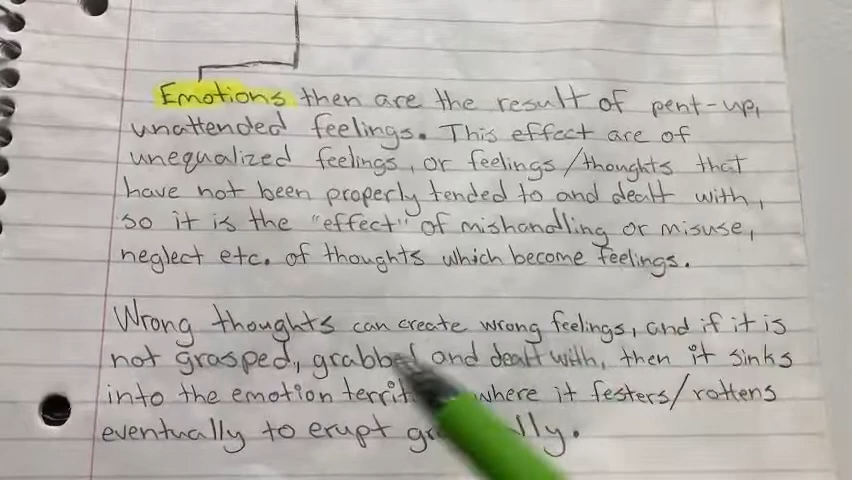 Emotions then are the result of pent-up,
unattended feelings. This effect are of
unequalized feelings, or feelings/thoughts that
have not been properly tended to and dealt with,
so it is the "effect" of mishandling or misuse,
neglect etc. of thoughts which become feelings.
Wrong thoughts can create wrong feelings, and if it is
not grasped, grabbed and dealt with, then it sinks
into the emotion where it festers/rottens
eventually to erupt .